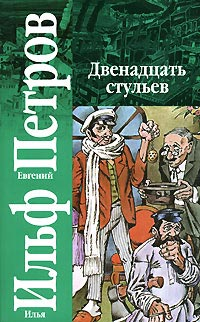 Илья Ильф
Евгений Петров
Двенадцать
стульев